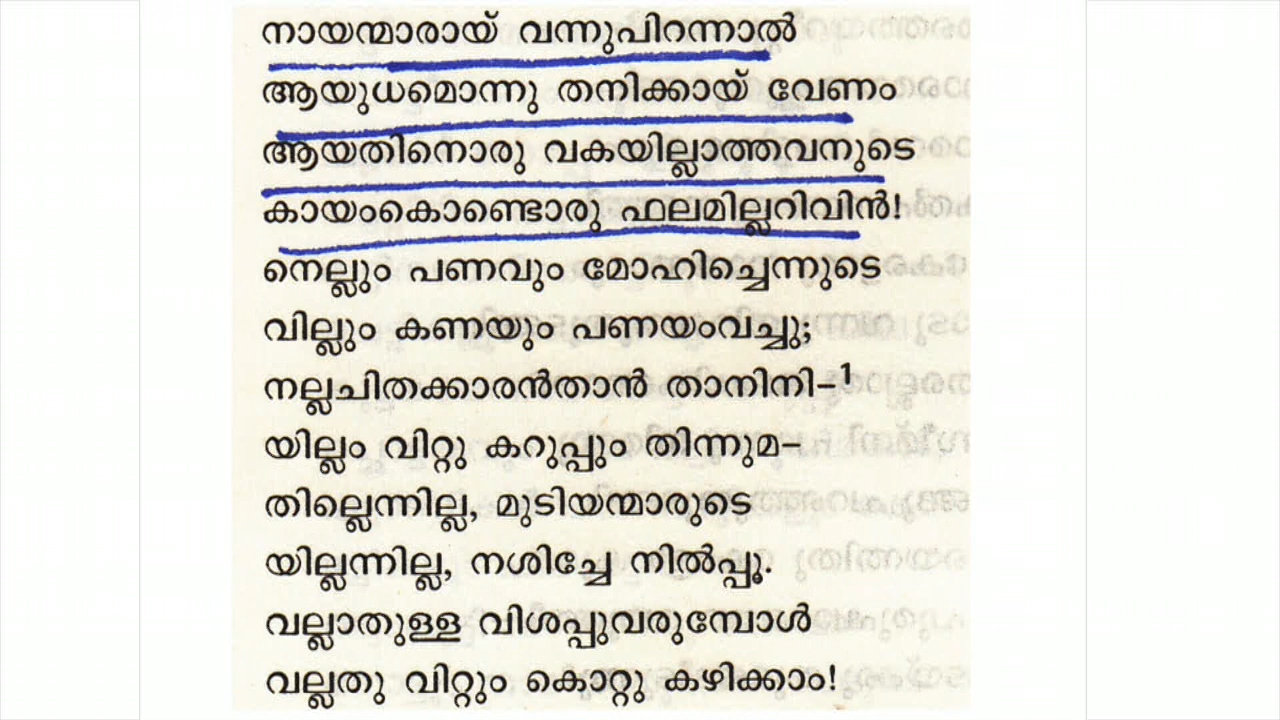 നായന്മാരായ് വന്നുപിറന്നാൽ
ആയുധമൊന്നു തനിക്കായ് വേണം
ആയതിനൊരു വകയില്ലാത്തവനുടെ
കായംകൊണ്ടൊരു ഫലമില്ലറിവിൻ!
നെല്ലും പണവും മോഹിച്ചെന്നുടെ
വില്ലും കണയും പണയംവച്ചു;
നല്ലചിതക്കാരൻതാൻ താനിനി-1
യില്ലം വിറ്റു കറുപ്പും തിന്നുമ-
തില്ലെന്നില്ല, മുടിയന്മാരുടെ
യില്ലന്നില്ല, നശിച്ചേ നിൽപ്പൂ.
വല്ലാതുള്ള വിശപ്പുവരുമ്പോൾ
വല്ലതു വിറ്റും കൊറ്റു കഴിക്കാം!